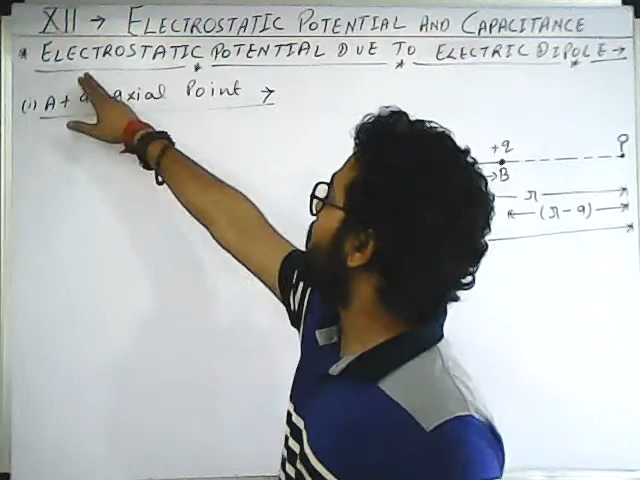 XII → ELECTROSTATIC POTENTIAL AND CAPACITANCE
* ELECTROSTATIC POTENTIAL DUE TO ELECTRIC DIPOLE →
(i) At axial Point →
+q P
→B
r
(r-a)